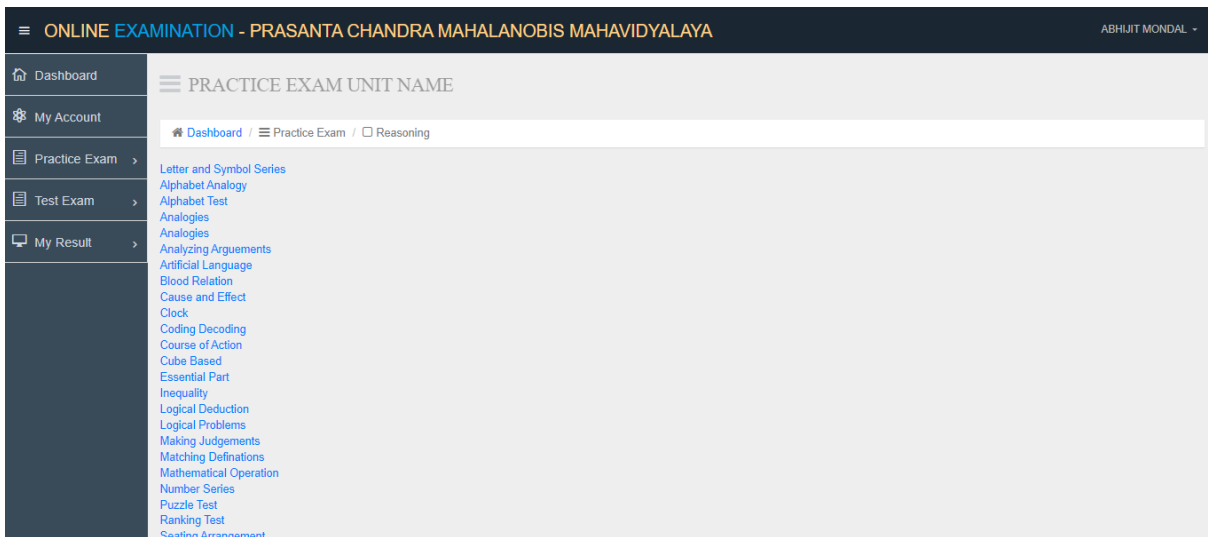 ONLINE EXAMINATION - PRASANTA CHANDRA MAHALANOBIS MAHAVIDYALAYA
ABHIJIT MONDAL
Dashboard
My Account
Practice Exam
Test Exam
My Result
PRACTICE EXAM UNIT NAME
Dashboard / Practice Exam / Reasoning
Letter and Symbol Series
Alphabet Analogy
Alphabet Test
Analogies
Analogies
Analyzing Arguements
Artificial Language
Blood Relation
Cause and Effect
Clock
Coding Decoding
Course of Action
Cube Based
Essential Part
Inequality
Logical Deduction
Logical Problems
Making Judgements
Matching Definations
Mathematical Operation
Number Series
Puzzle Test
Ranking Test
Seating Arrangement